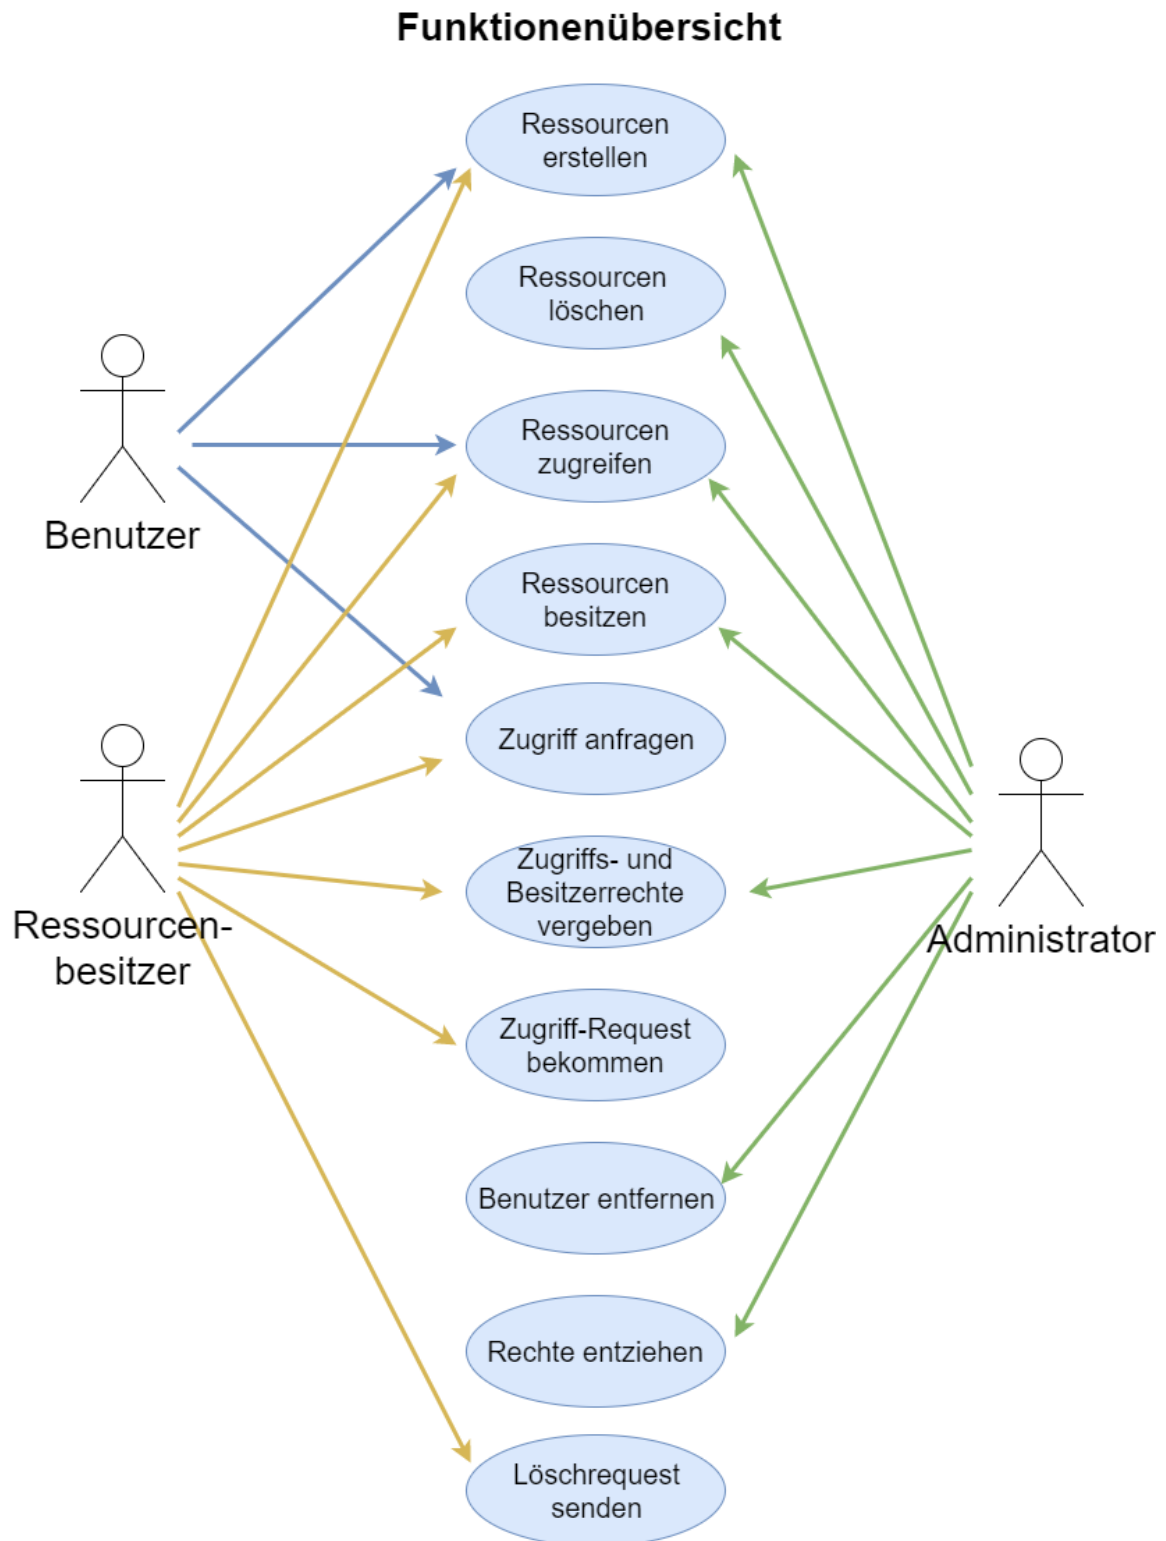 Funktionenübersicht
Ressourcen
erstellen
Ressourcen
löschen
Ressourcen
zugreifen
Benutzer
Ressourcen
besitzen
Zugriff anfragen
Zugriffs- und
Besitzerrechte
vergeben
Ressourcen-
besitzer
Administrator
Zugriff-Request
bekommen
Benutzer entfernen
Rechte entziehen
Löschrequest
senden